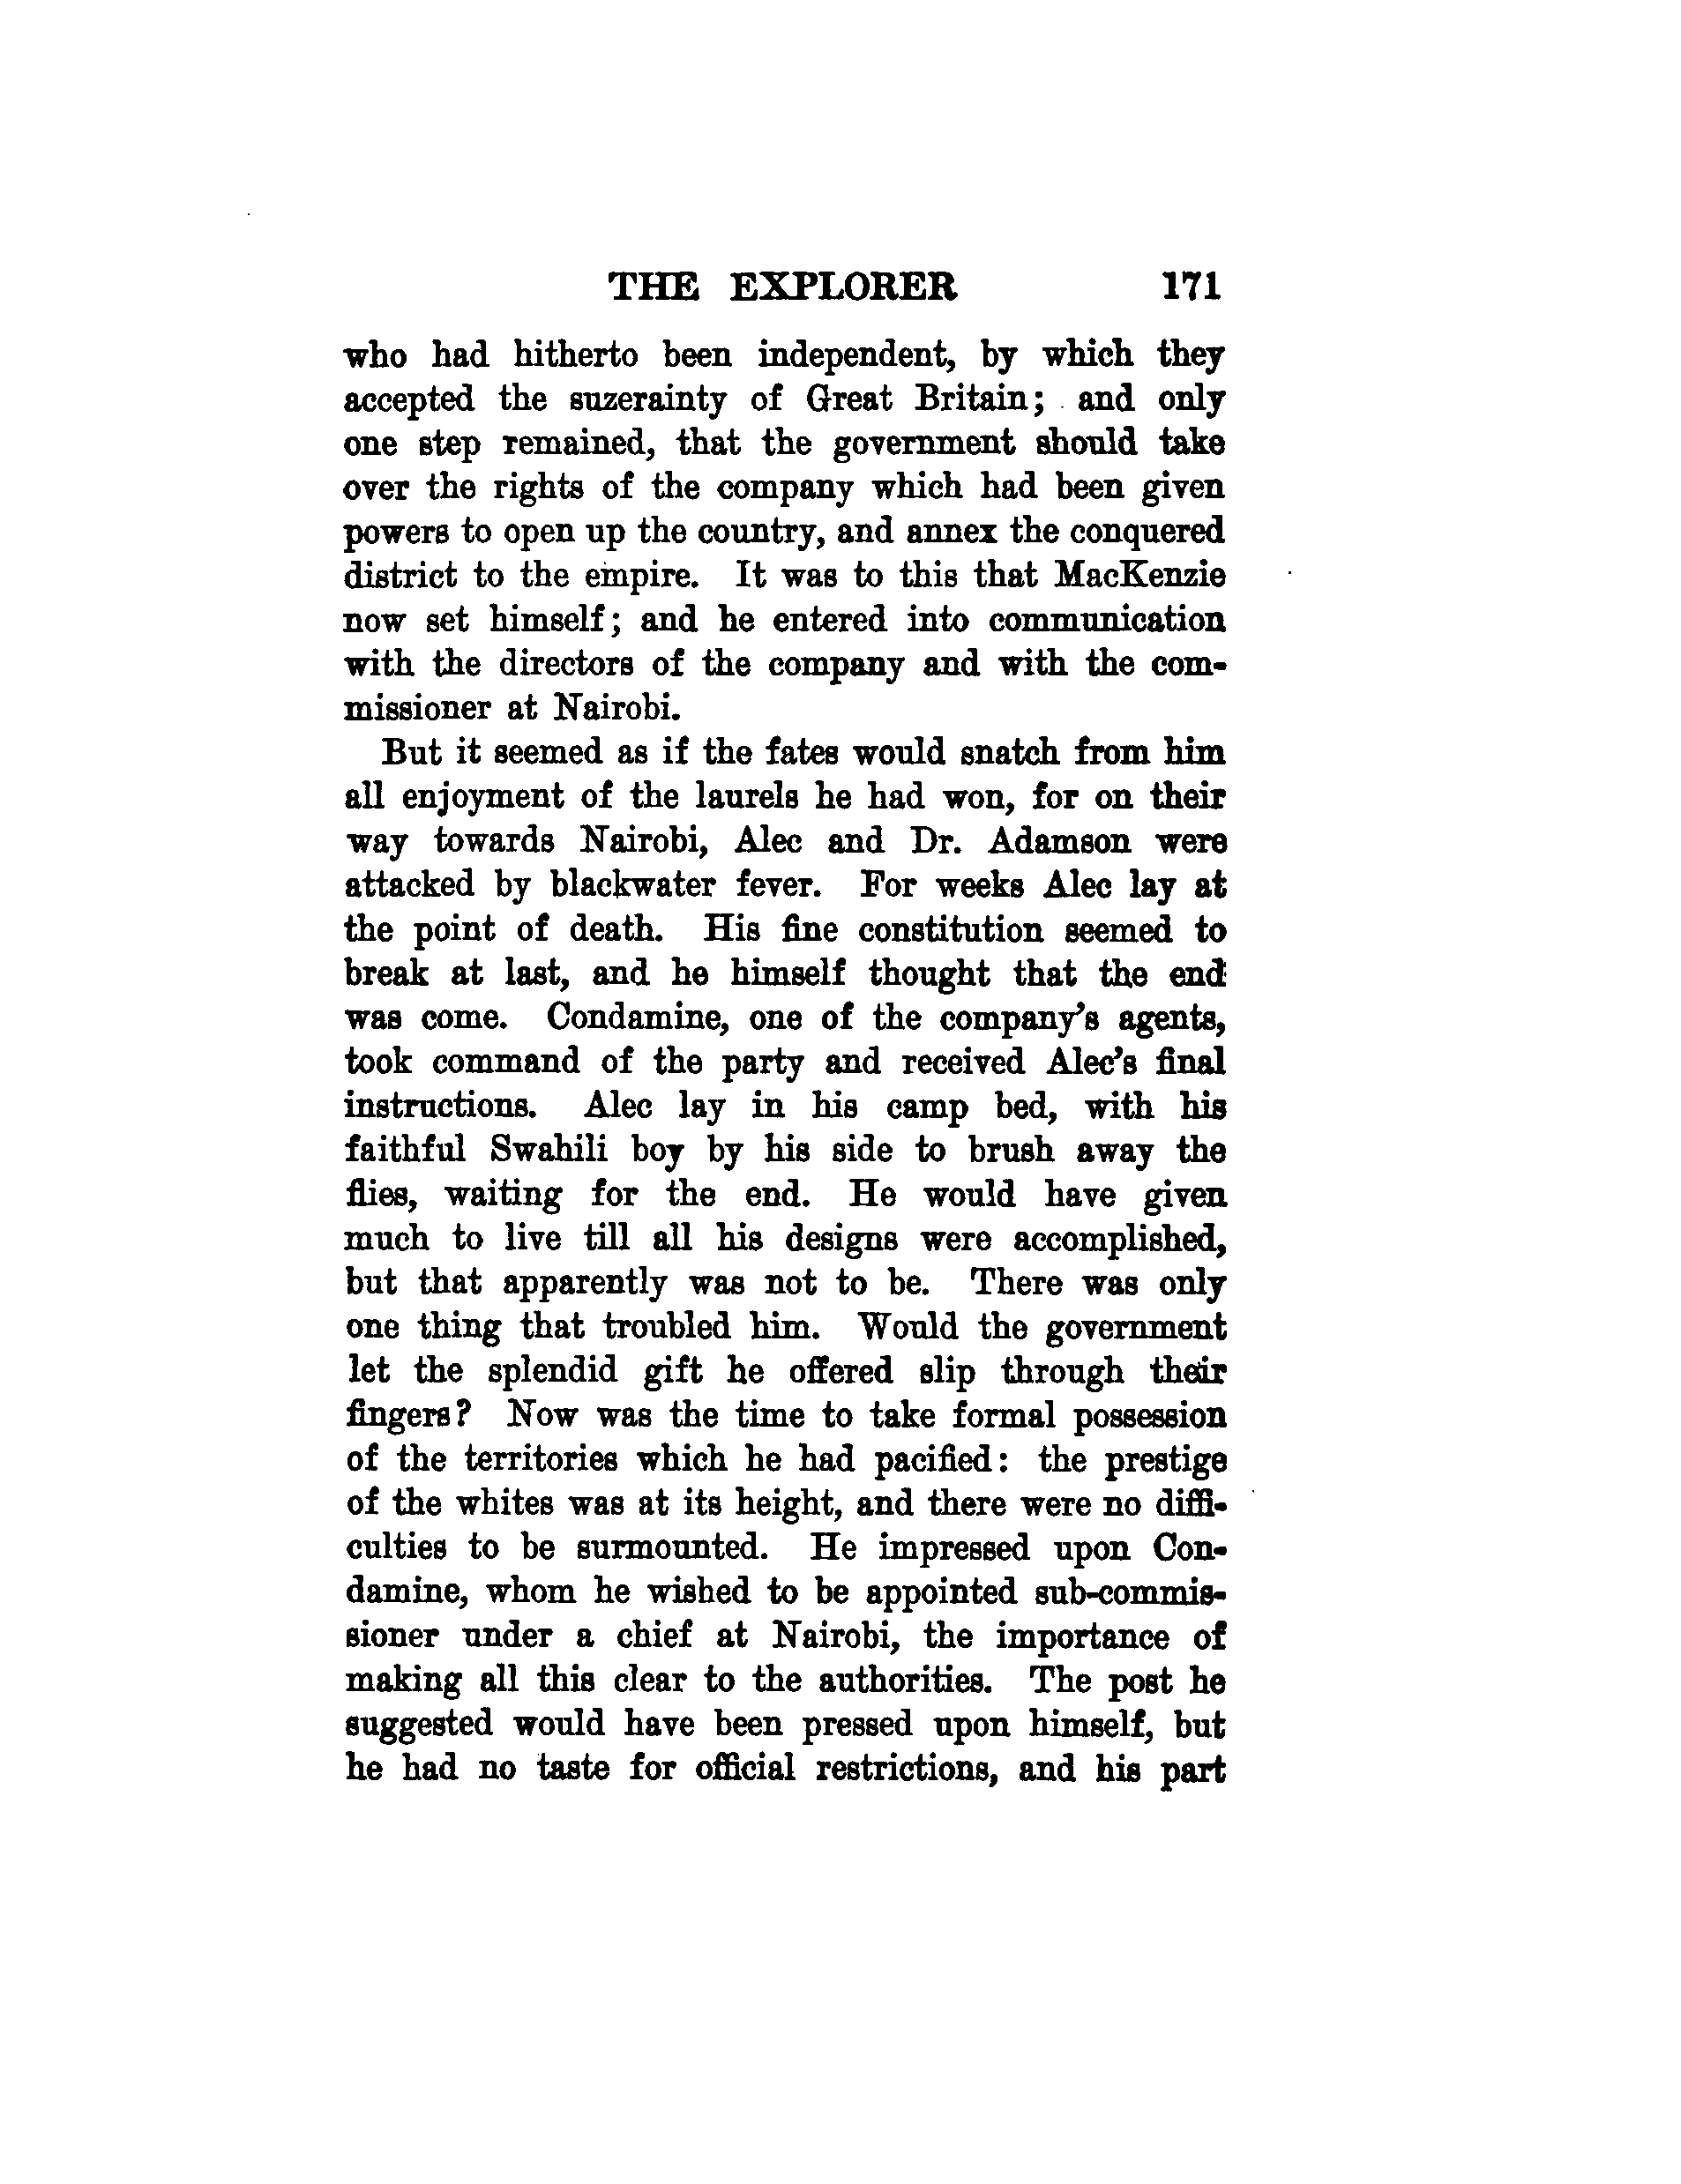 THE EXPLORER 171
who had hitherto been independent, by which they
accepted the suzerainty of Great Britain; and only
one step remained, that the government should take
over the rights of the company which had been given
powers to open up the country, and annex the conquered
district to the empire. It was to this that MacKenzie
now set himself; and he entered into communication
with the directors of the company and with the com-
missioner at Nairobi.
But it seemed as if the fates would snatch from him
all enjoyment of the laurels he had won, for on their
way towards Nairobi, Alec and Dr. Adamson were
attacked by blackwater fever. For weeks Alec lay at
the point of death. His fine constitution seemed to
break at last, and he himself thought that the end
was come. Condamine, one of the company's agents,
took command of the party and received Alec's final
instructions. Alec lay in his camp bed, with his
faithful Swahili boy by his side to brush away the
flies, waiting for the end. He would have given
much to live till all his designs were accomplished,
but that apparently was not to be. There was only
one thing that troubled him. Would the government
let the splendid gift he offered slip through their
fingers? Now was the time to take formal possession
of the territories which he had pacified: the prestige
of the whites was at its height, and there were no diffi-
culties to be surmounted. He impressed upon Con-
damine, whom he wished to be appointed sub-commis-
sioner under a chief at Nairobi, the importance of
making all this clear to the authorities. The post he
suggested would have been pressed upon himself, but
he had no taste for official restrictions, and his part